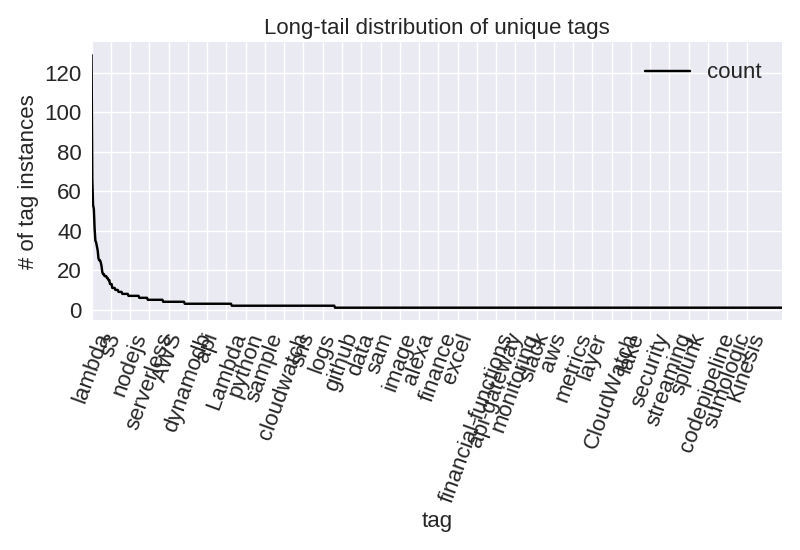 Long-tail distribution of unique tags
count
# of tag instances
120
100
80
60
40
20
0
lambda
s3
nodejs
serverless
AWS
dynamodb
api
Lambda
python
sample
cloudwatch
sns
logs
github
data
sam
image
alexa
finance
excel
financial-functions
api-gateway
monitoring
slack
aws
metrics
layer
CloudWatch
lake
security
streaming
splunk
codepipeline
sumologic
Kinesis
tag